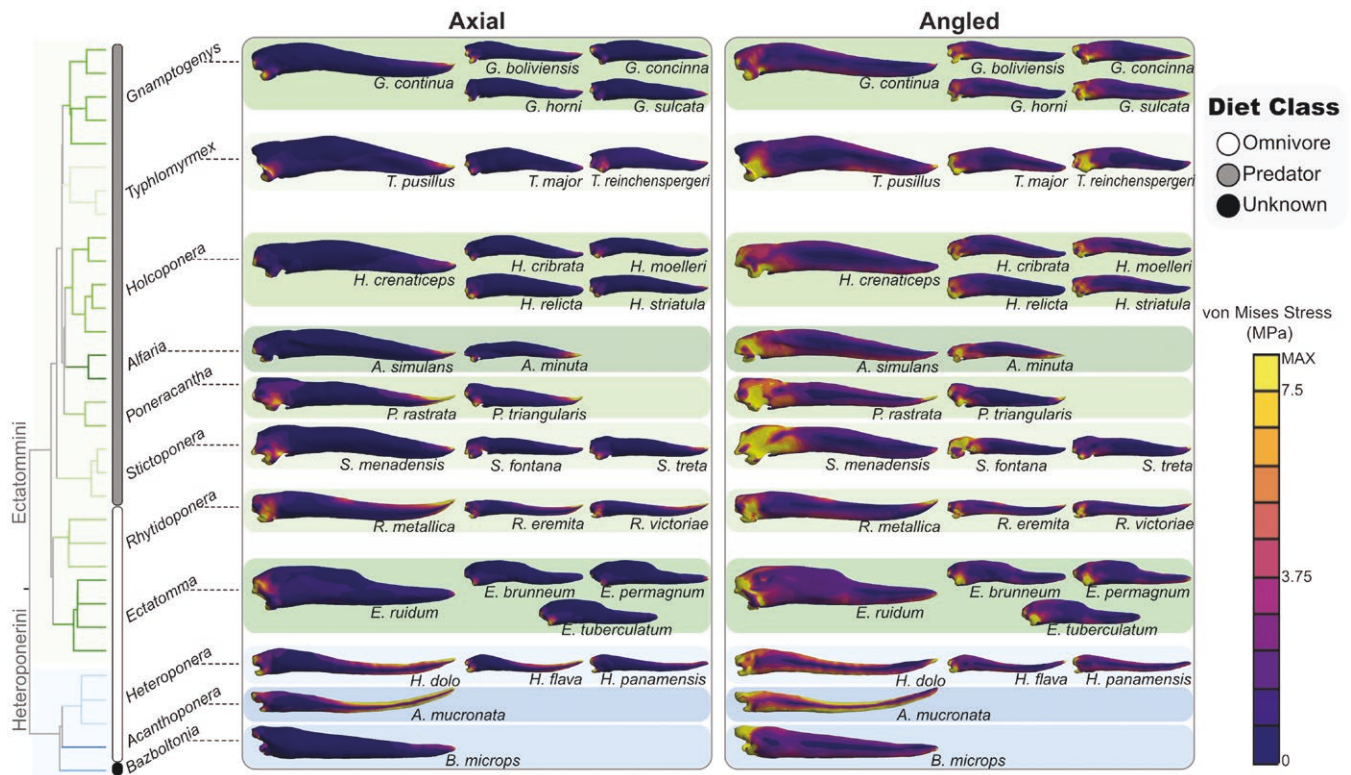 Axial
Angled
Ectatommini
Heteroponerini
Gnamptogenys
Typhlomyrmex
Holcoponera
Alfaria
Poneracantha
Stictoponera
Rhytidoponera
Ectatomma
Heteroponera
Acanthoponera
Bazboltonia
G. continua
G. boliviensis
G. concinna
G. horni
G. sulcata
T. pusillus
T. major
T. reinchenspergeri
H. crenaticeps
H. cribrata
H. moelleri
H. relicta
H. striatula
A. simulans
A. minuta
P. rastrata
P. triangularis
S. menadensis
S. fontana
S. treta
R. metallica
R. eremita
R. victoriae
E. ruidum
E. brunneum
E. permagnum
E. tuberculatum
H. dolo
H. flava
H. panamensis
A. mucronata
B. microps
G. continua
G. boliviensis
G. concinna
G. horni
G. sulcata
T. pusillus
T. major
T. reinchenspergeri
H. crenaticeps
H. cribrata
H. moelleri
H. relicta
H. striatula
A. simulans
A. minuta
P. rastrata
P. triangularis
S. menadensis
S. fontana
S. treta
R. metallica
R. eremita
R. victoriae
E. ruidum
E. brunneum
E. permagnum
E. tuberculatum
H. dolo
H. flava
H. panamensis
A. mucronata
B. microps
Diet Class
Omnivore
Predator
Unknown
von Mises Stress
(MPa)
MAX
7.5
3.75
0